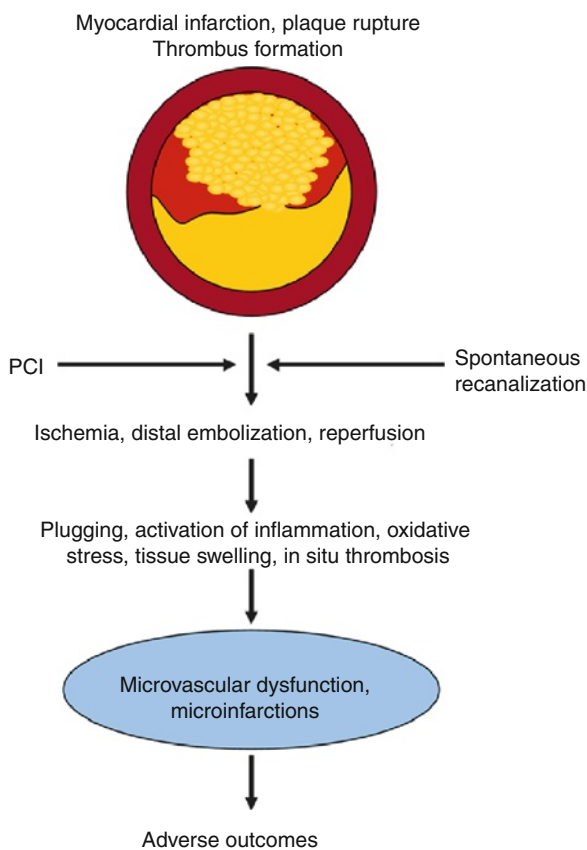 Myocardial infarction, plaque rupture
Thrombus formation
PCI
Spontaneous
recanalization
Ischemia, distal embolization, reperfusion
Plugging, activation of inflammation, oxidative
stress, tissue swelling, in situ thrombosis
Microvascular dysfunction,
microinfarctions
Adverse outcomes